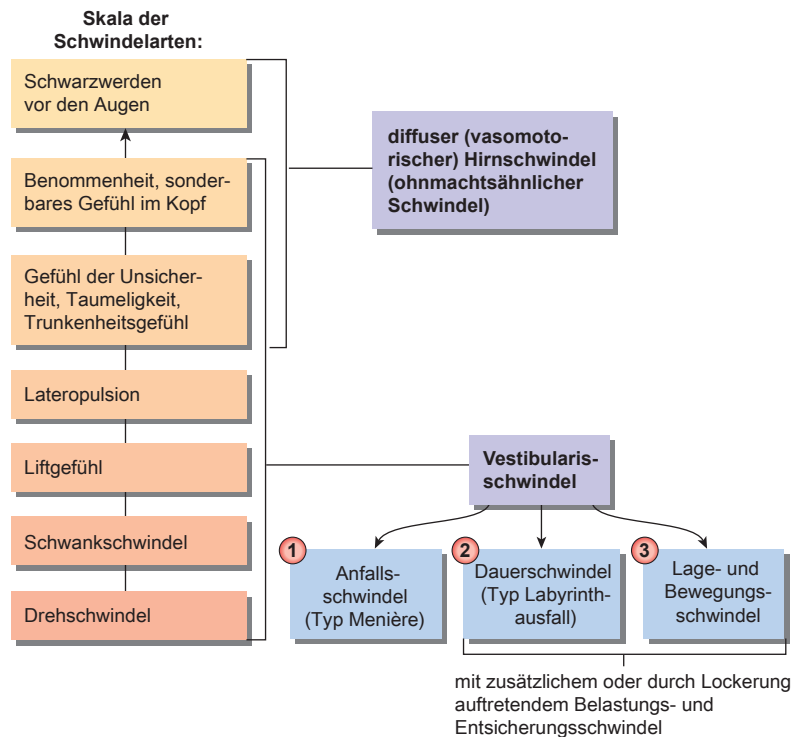 Skala der
Schwindelarten:
Schwarzwerden
vor den Augen
Benommenheit, sonder-
bares Gefühl im Kopf
Gefühl der Unsicher-
heit, Taumeligkeit,
Trunkenheitsgefühl
Lateropulsion
Liftgefühl
Schwankschwindel
Drehschwindel
diffuser (vasomoto-
rischer) Hirnschwindel
(ohnmachtsähnlicher
Schwindel)
Vestibularis-
schwindel
1
Anfalls-
schwindel
(Typ Menière)
2
Dauerschwindel
(Typ Labyrinth-
ausfall)
3
Lage- und
Bewegungs-
schwindel
mit zusätzlichem oder durch Lockerung
auftretendem Belastungs- und
Entsicherungsschwindel